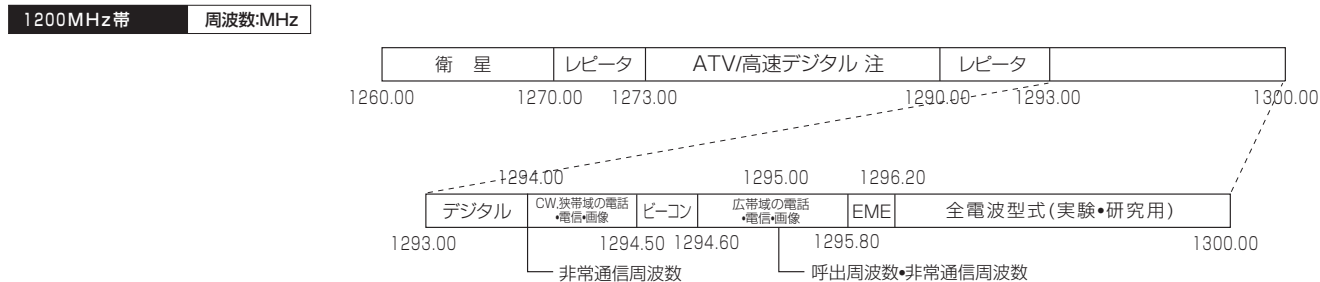 1200MHz帯 周波数:MHz
衛 星 レピータ ATV/高速デジタル 注 レピータ
1260.00 1270.00 1273.00 1290.00 1293.00 1300.00
1294.00 1295.00 1296.20
デジタル CW,狭帯域の電話•電信•画像 ビーコン 広帯域の電話•電信•画像 EME 全電波型式(実験•研究用)
1293.00 1294.50 1294.60 1295.80 1300.00
非常通信周波数 呼出周波数•非常通信周波数